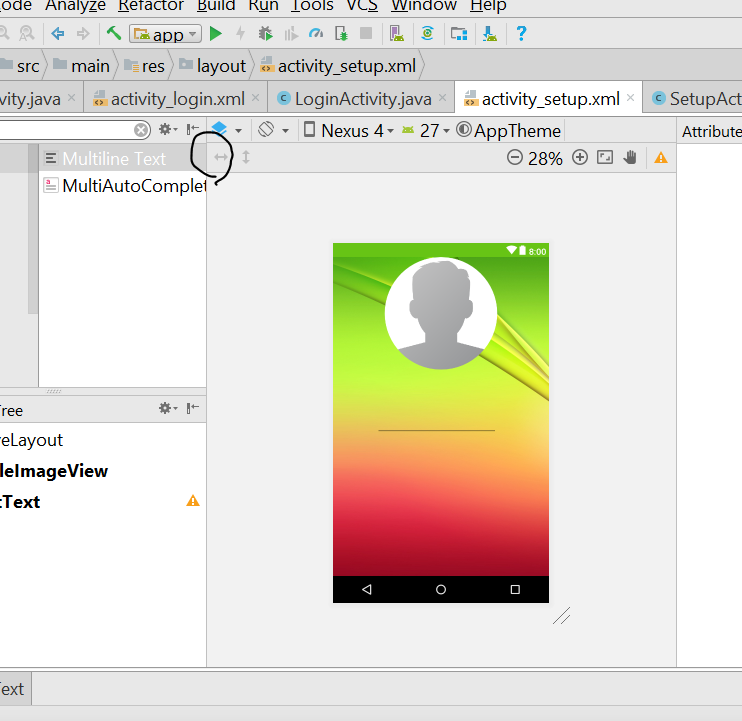 ode Analyze Refactor Build Run Tools VCS Window Help
app
src main res layout activity_setup.xml
vity.java activity_login.xml LoginActivity.java activity_setup.xml SetupAct
Nexus 4 27 AppTheme Attribute
Multiline Text 28%
MultiAutoComplet
8:00
ree
eLayout
leImageView
tText
ext